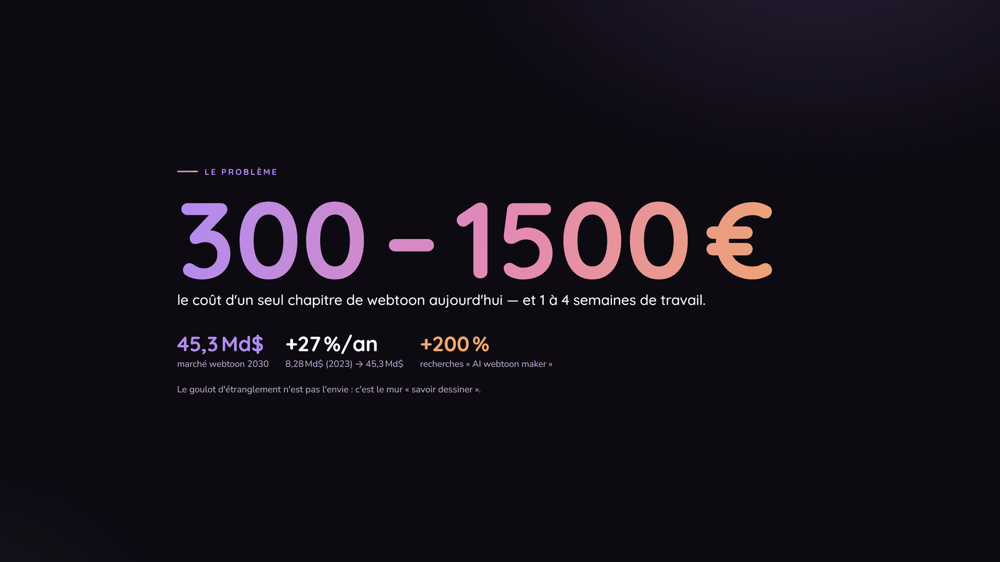 LE PROBLÈME
300 – 1500 €
le coût d'un seul chapitre de webtoon aujourd'hui — et 1 à 4 semaines de travail.
45,3 Md$ +27 %/an +200 %
marché webtoon 2030 8,28 Md$ (2023) → 45,3 Md$ recherches « AI webtoon maker »
Le goulot d'étranglement n'est pas l'envie : c'est le mur « savoir dessiner ».